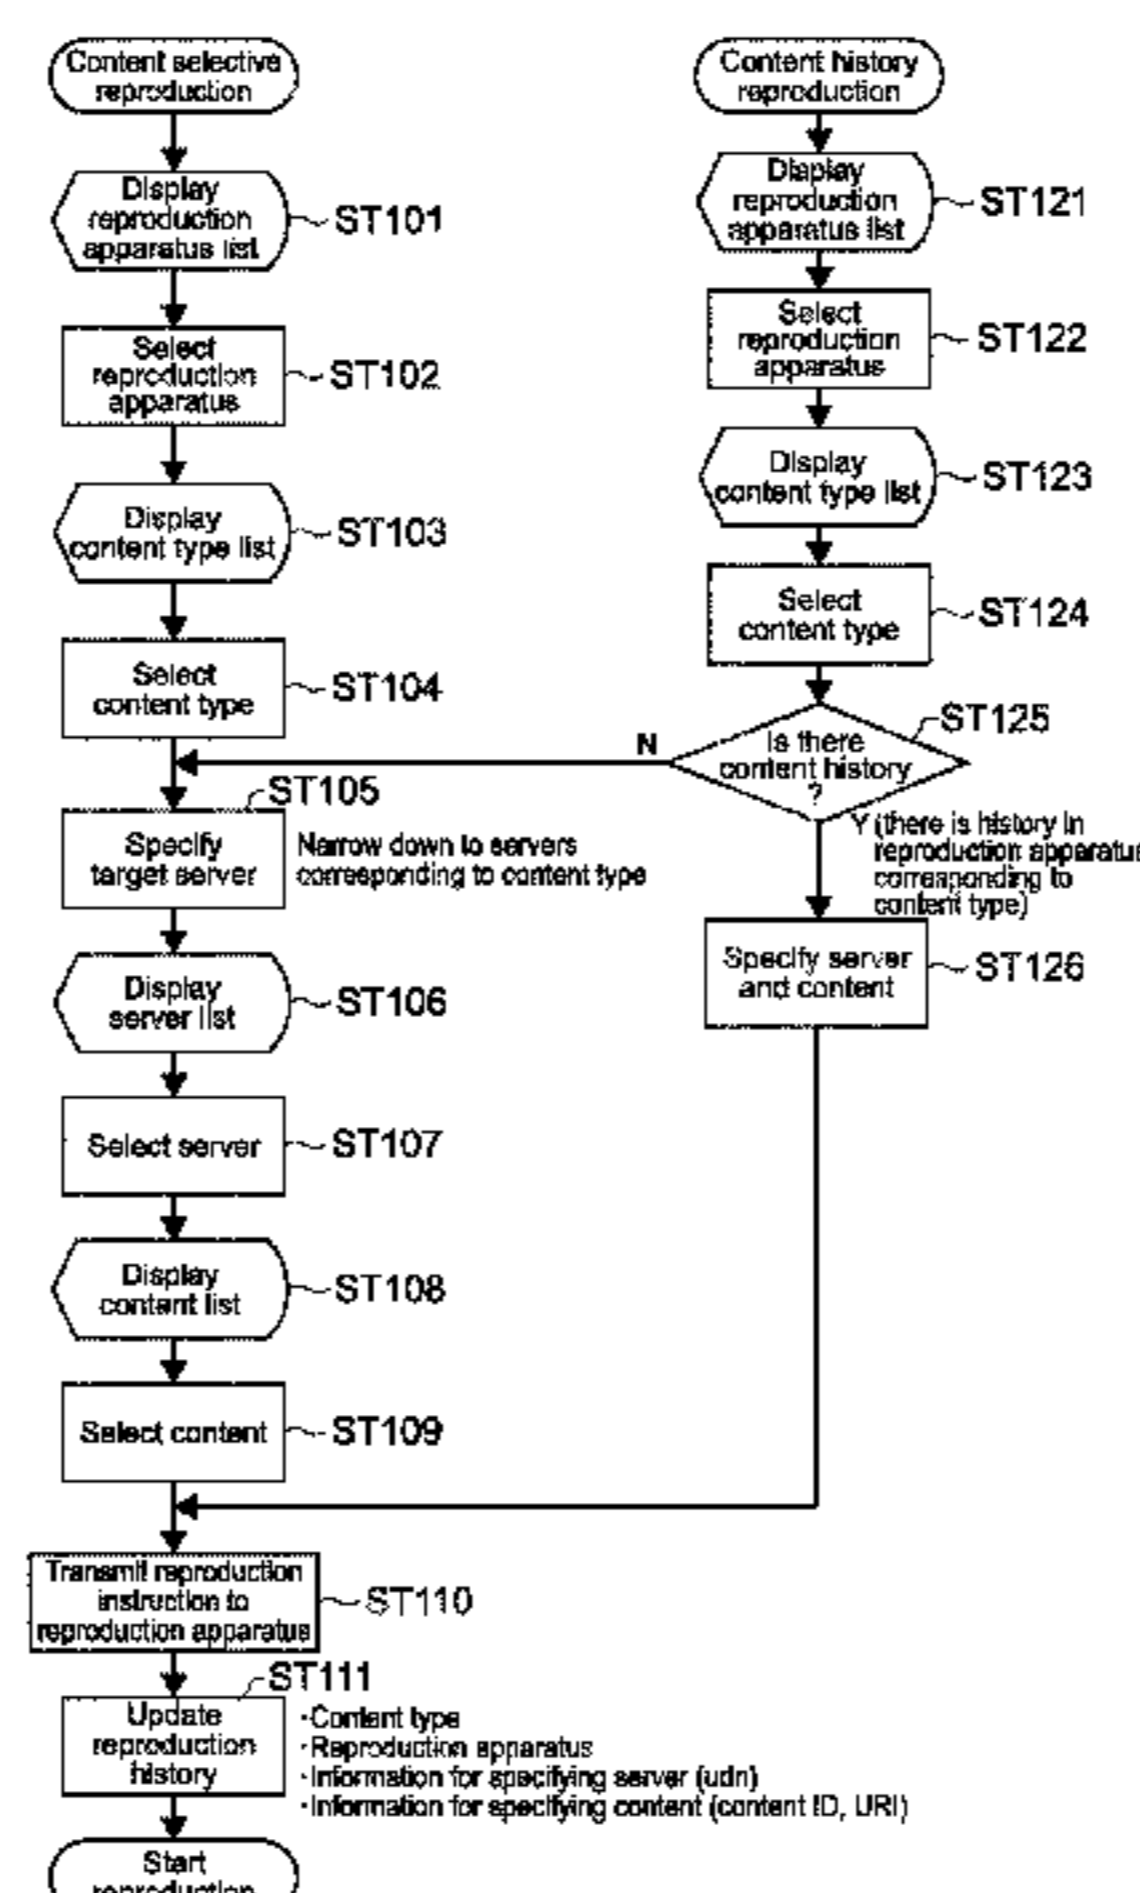 Content selective
reproduction
Display
reproduction
apparatus list
ST101
Select
reproduction
apparatus
ST102
Display
content type list
ST103
Select
content type
ST104
ST105
Specify
target server
Narrow down to servers
corresponding to content type
Display
server list
ST106
Select server
ST107
Display
content list
ST108
Select content
ST109
Transmit reproduction
instruction to
reproduction apparatus
ST110
ST111
Update
reproduction
history
·Content type
·Reproduction apparatus
·Information for specifying server (udn)
·Information for specifying content (content ID, URI)
Start
reproduction
Content history
reproduction
Display
reproduction
apparatus list
ST121
Select
reproduction
apparatus
ST122
Display
content type list
ST123
Select
content type
ST124
ST125
Is there
content history
?
N
Y (there is history in
reproduction apparatus
corresponding to
content type)
Specify server
and content
ST126